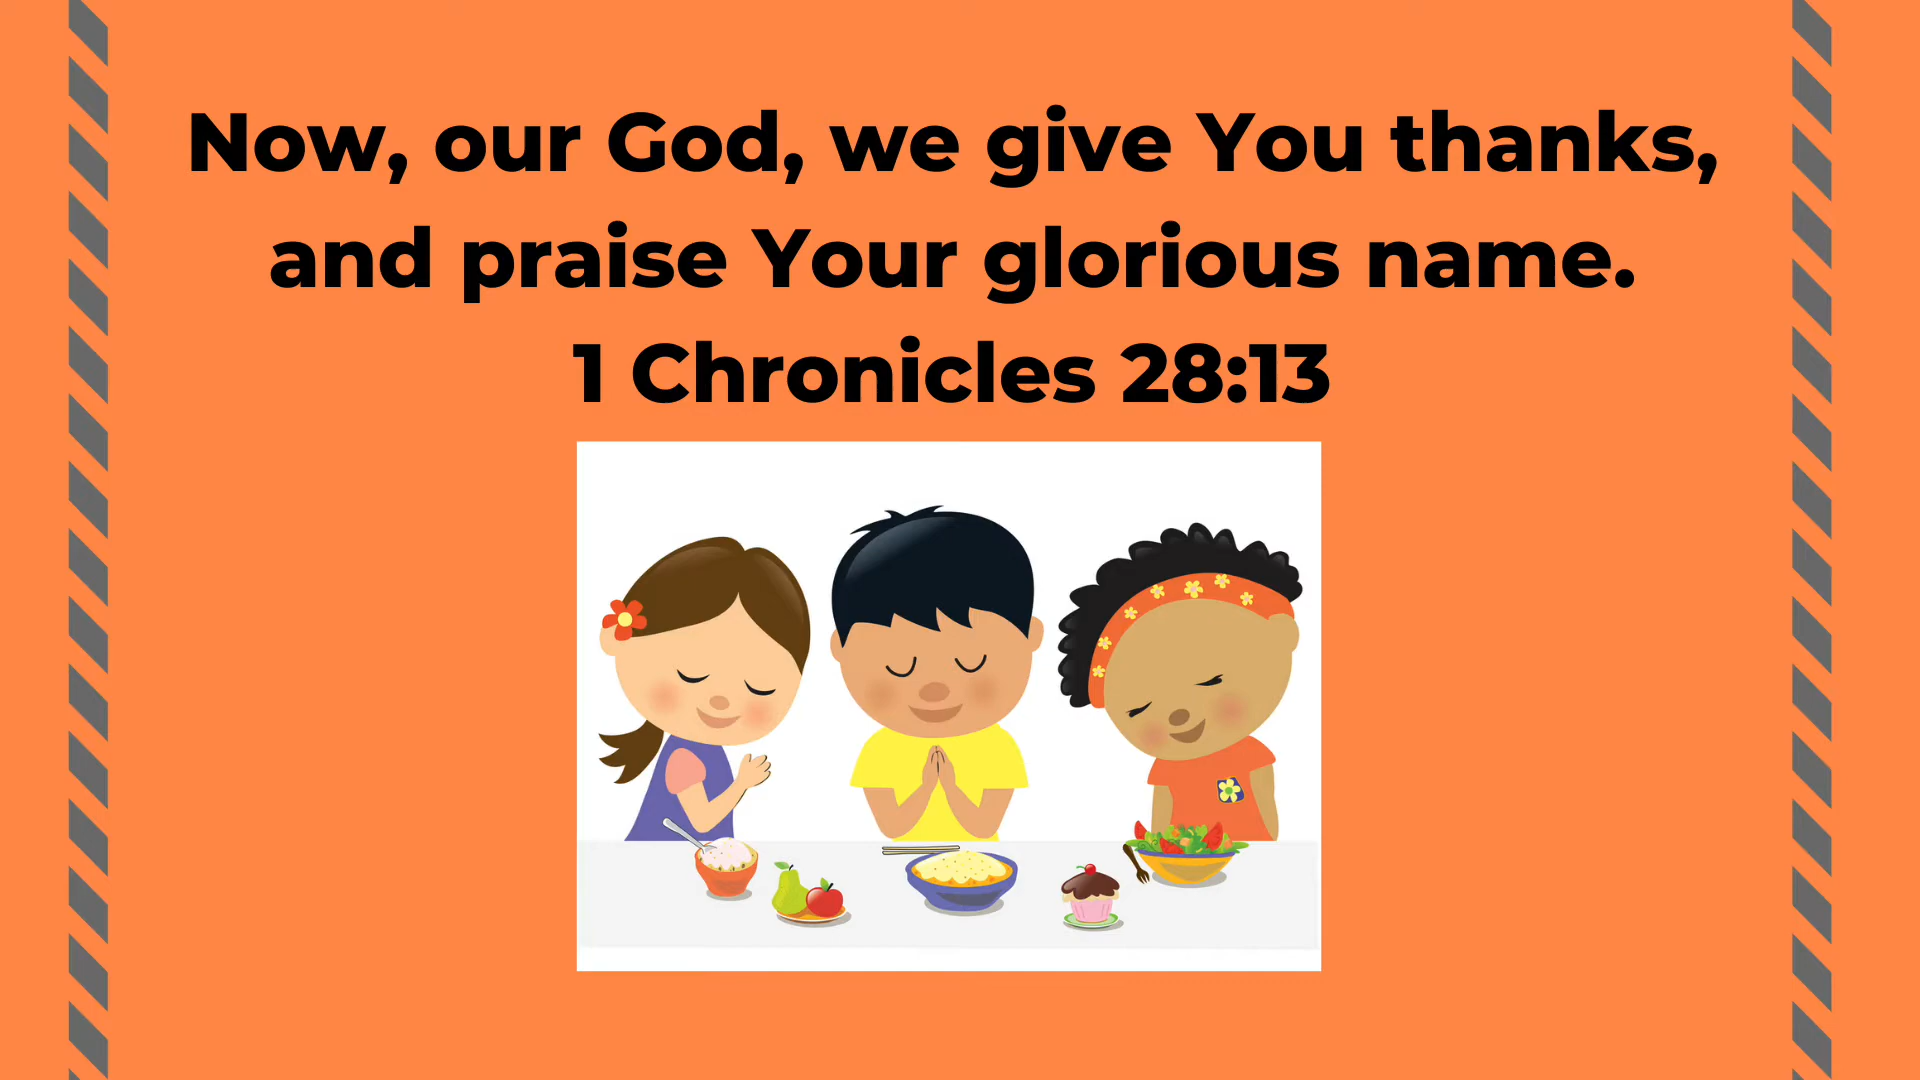 Now, our God, we give You thanks,
and praise Your glorious name.
1 Chronicles 28:13